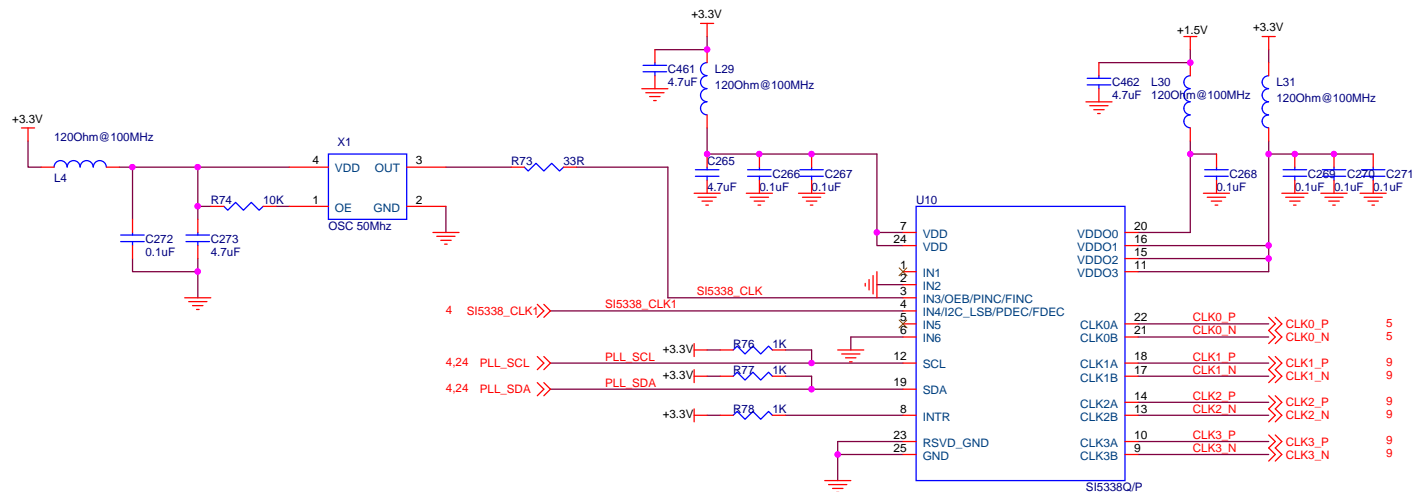 +3.3V
+1.5V
+3.3V
C461
4.7uF
L29
120Ohm@100MHz
C462
4.7uF
L30
120Ohm@100MHz
L31
120Ohm@100MHz
+3.3V
120Ohm@100MHz
L4
X1
4 VDD OUT 3
1 OE GND 2
OSC 50Mhz
R73 33R
R74 10K
C272
0.1uF
C273
4.7uF
C265
4.7uF
C266
0.1uF
C267
0.1uF
C268
0.1uF
C269
0.1uF
C270
0.1uF
C271
0.1uF
U10
7 VDD
24 VDD
1 IN1
2 IN2
3 IN3/OEB/PINC/FINC
4 IN4/I2C_LSB/PDEC/FDEC
5 IN5
6 IN6
12 SCL
19 SDA
8 INTR
23 RSVD_GND
25 GND
VDDO0 20
VDDO1 16
VDDO2 15
VDDO3 11
CLK0A 22 CLK0_P CLK0_P 5
CLK0B 21 CLK0_N CLK0_N 5
CLK1A 18 CLK1_P CLK1_P 9
CLK1B 17 CLK1_N CLK1_N 9
CLK2A 14 CLK2_P CLK2_P 9
CLK2B 13 CLK2_N CLK2_N 9
CLK3A 10 CLK3_P CLK3_P 9
CLK3B 9 CLK3_N CLK3_N 9
SI5338Q/P
SI5338_CLK
4 SI5338_CLK1 SI5338_CLK1
+3.3V R76 1K
4,24 PLL_SCL PLL_SCL
+3.3V R77 1K
4,24 PLL_SDA PLL_SDA
+3.3V R78 1K